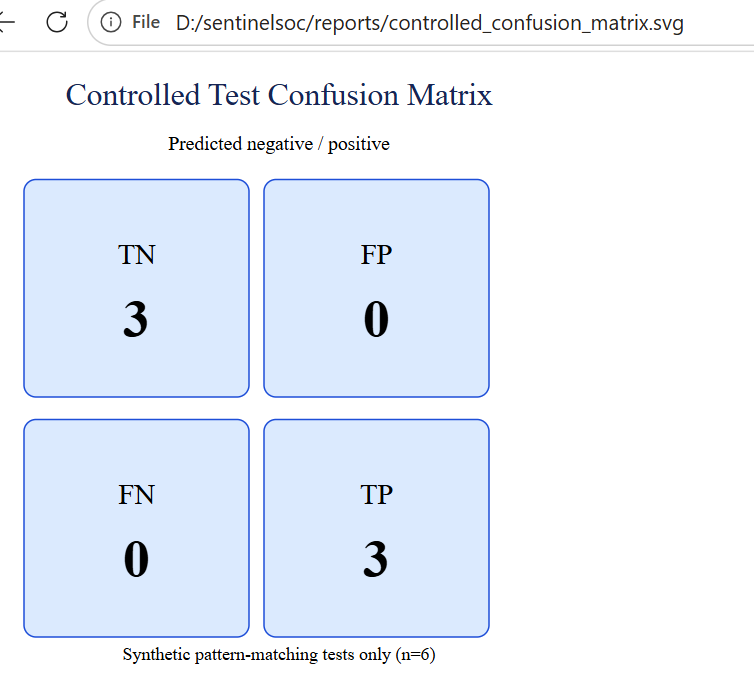 File D:/sentinelsoc/reports/controlled_confusion_matrix.svg
Controlled Test Confusion Matrix
Predicted negative / positive
TN FP
3 0
FN TP
0 3
Synthetic pattern-matching tests only (n=6)